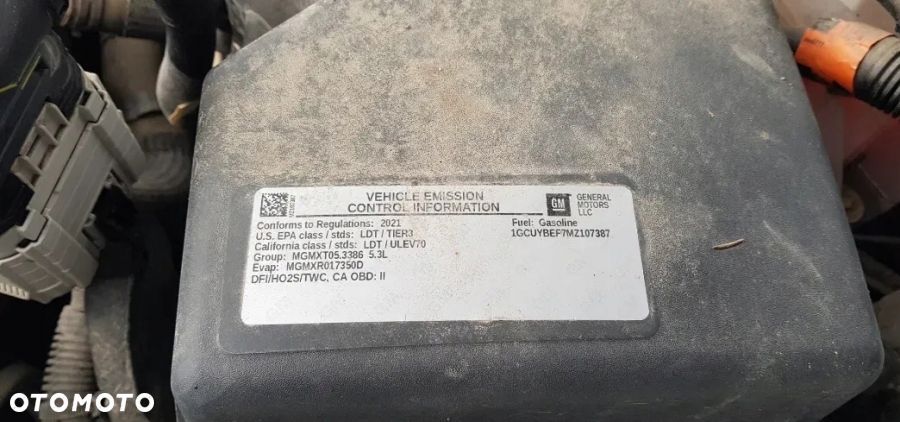 VEHICLE EMISSION
CONTROL INFORMATION
GM
GENERAL
MOTORS
LLC
Conforms to Regulations: 2021
U.S. EPA class / stds: LDT / TIER3
California class / stds: LDT / ULEV70
Group: MGMXT05.3386 5.3L
Evap: MGMXR017350D
DFI/HO2S/TWC, CA OBD: II
Fuel: Gasoline
1GCUYBEF7MZ107387
OTOMOTO